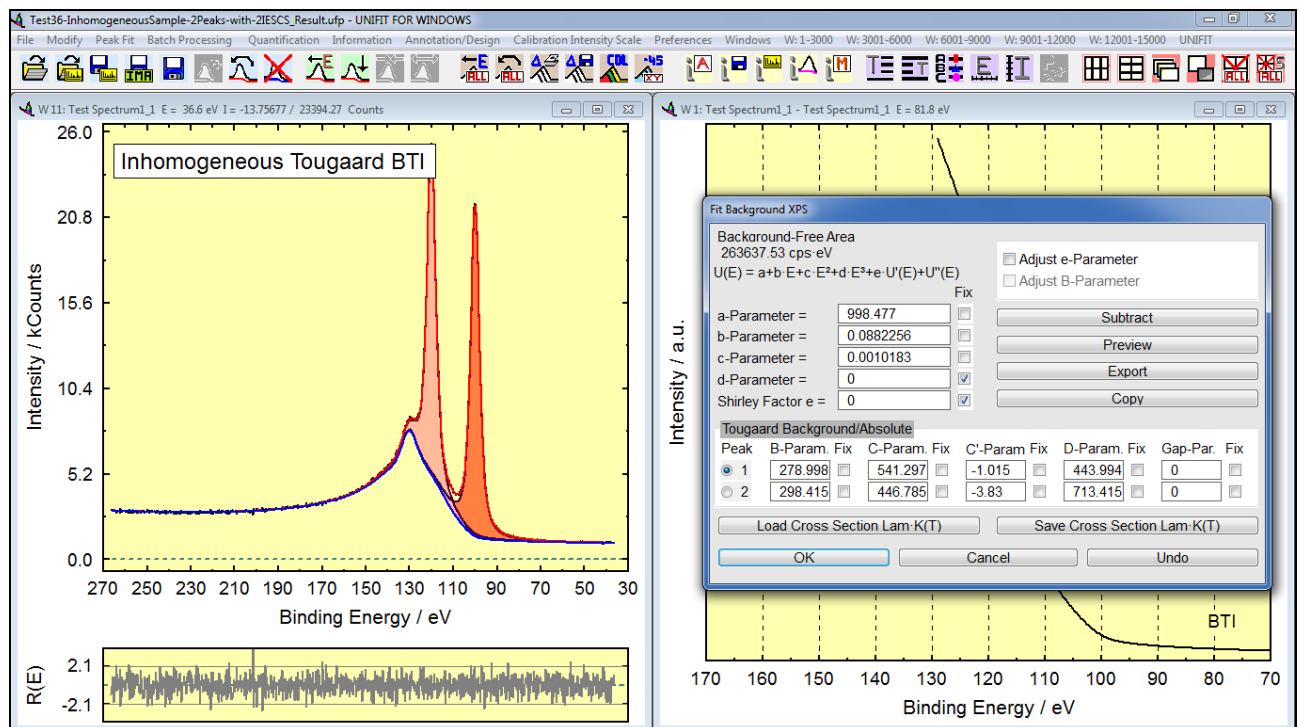 Test36-InhomogeneousSample-2Peaks-with-2IESCS_Result.ufp - UNIFIT FOR WINDOWS
File Modify Peak Fit Batch Processing Quantification Information Annotation/Design Calibration Intensity Scale Preferences Windows W: 1-3000 W: 3001-6000 W: 6001-9000 W: 9001-12000 W: 12001-15000 UNIFIT
W 11: Test Spectrum1_1 E = 36.6 eV I = -13.75677 / 23394.27 Counts
26.0
20.8
15.6
10.4
5.2
0.0
Intensity / kCounts
Inhomogeneous Tougaard BTI
270 250 230 210 190 170 150 130 110 90 70 50 30
Binding Energy / eV
R(E)
2.1
-2.1
W 1: Test Spectrum1_1 - Test Spectrum1_1 E = 81.8 eV
Intensity / a.u.
BTI
170 160 150 140 130 120 110 100 90 80 70
Binding Energy / eV
Fit Background XPS
Background-Free Area
263637.53 cps·eV
U(E) = a+b·E+c·E²+d·E³+e·U'(E)+U''(E)
Fix
a-Parameter = 998.477
b-Parameter = 0.0882256
c-Parameter = 0.0010183
d-Parameter = 0
Shirley Factor e = 0
Adjust e-Parameter
Adjust B-Parameter
Subtract
Preview
Export
Copy
Tougaard Background/Absolute
Peak B-Param. Fix C-Param. Fix C'-Param Fix D-Param. Fix Gap-Par. Fix
1 278.998 541.297 -1.015 443.994 0
2 298.415 446.785 -3.83 713.415 0
Load Cross Section Lam·K(T) Save Cross Section Lam·K(T)
OK Cancel Undo